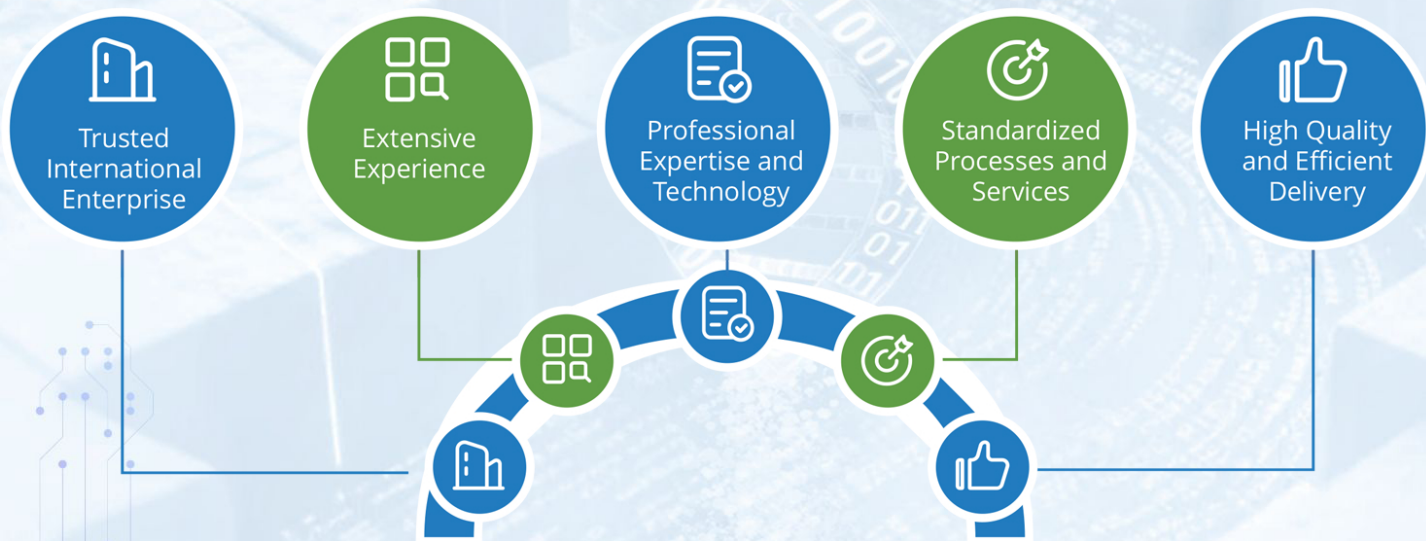 Trusted
International
Enterprise
Extensive
Experience
Professional
Expertise and
Technology
Standardized
Processes and
Services
High Quality
and Efficient
Delivery